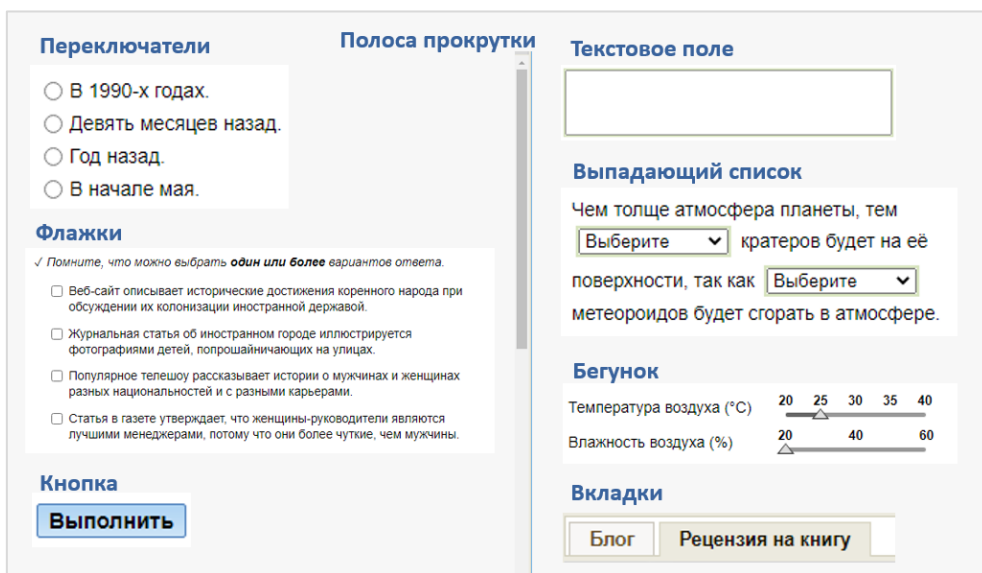 Переключатели
В 1990-х годах.
Девять месяцев назад.
Год назад.
В начале мая.
Флажки
✓ Помните, что можно выбрать один или более вариантов ответа.
Веб-сайт описывает исторические достижения коренного народа при
обсуждении их колонизации иностранной державой.
Журнальная статья об иностранном городе иллюстрируется
фотографиями детей, попрошайничающих на улицах.
Популярное телешоу рассказывает истории о мужчинах и женщинах
разных национальностей и с разными карьерами.
Статья в газете утверждает, что женщины-руководители являются
лучшими менеджерами, потому что они более чуткие, чем мужчины.
Кнопка
Выполнить
Полоса прокрутки
Текстовое поле
Выпадающий список
Чем толще атмосфера планеты, тем
Выберите кратеров будет на её
поверхности, так как Выберите
метеороидов будет сгорать в атмосфере.
Бегунок
Температура воздуха (°C) 20 25 30 35 40
Влажность воздуха (%) 20 40 60
Вкладки
Блог Рецензия на книгу